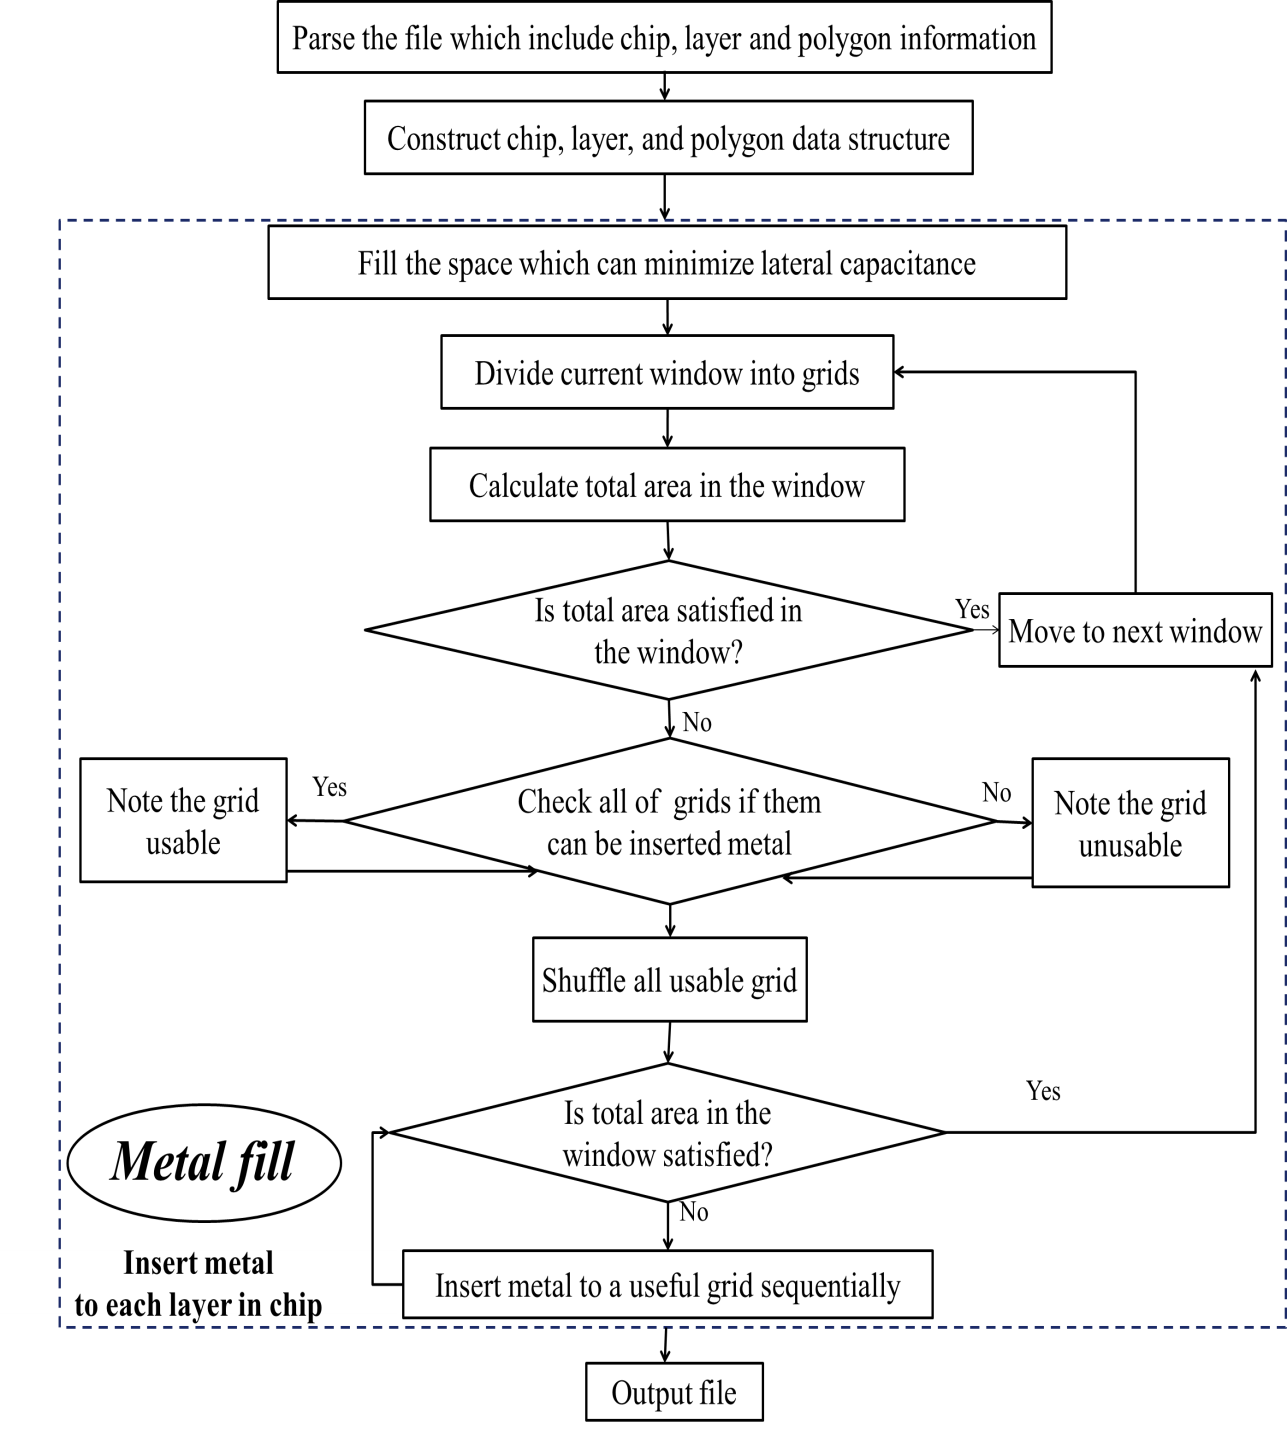 Parse the file which include chip, layer and polygon information
Construct chip, layer, and polygon data structure
Fill the space which can minimize lateral capacitance
Divide current window into grids
Calculate total area in the window
Is total area satisfied in
the window?
Yes
Move to next window
No
Note the grid
usable
Yes
Check all of grids if them
can be inserted metal
No
Note the grid
unusable
Shuffle all usable grid
Is total area in the
window satisfied?
Yes
No
Insert metal to a useful grid sequentially
Metal fill
Insert metal
to each layer in chip
Output file